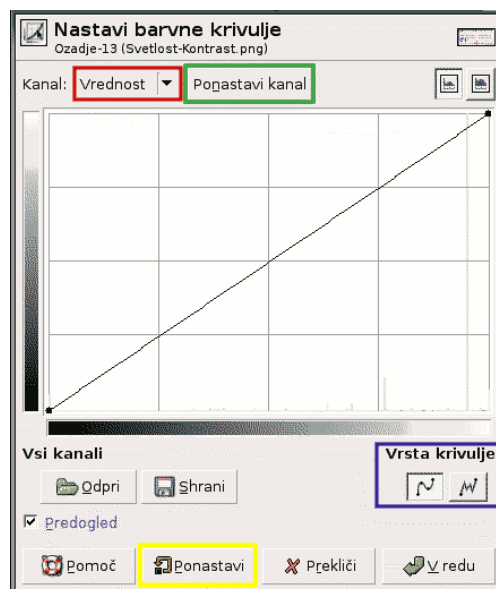 Nastavi barvne krivulje
Ozadje-13 (Svetlost-Kontrast.png)
Kanal: Vrednost Ponastavi kanal
Vsi kanali Vrsta krivulje
Odpri Shrani
Predogled
Pomoč Ponastavi Prekliči V redu